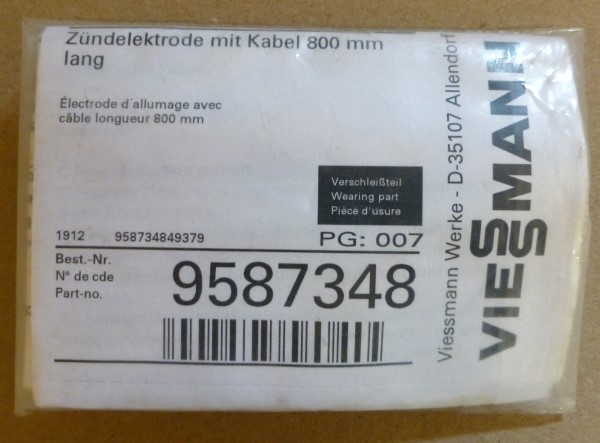 Zündelektrode mit Kabel 800 mm
lang
Électrode d'allumage avec
câble longueur 800 mm
Verschleißteil
Wearing part
Pièce d'usure
1912 958734849379 PG: 007
Best.-Nr.
N° de cde
Part-no.
9587348
Viessmann Werke - D-35107 Allendorf
VIESSMANN